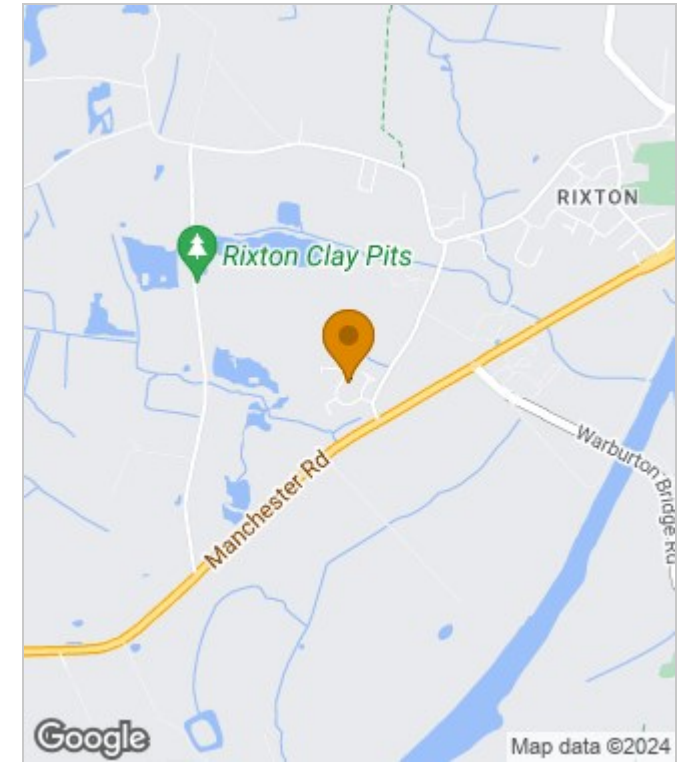 RIXTON
Rixton Clay Pits
Manchester Rd
Warburton Bridge Rd
Google
Map data ©2024